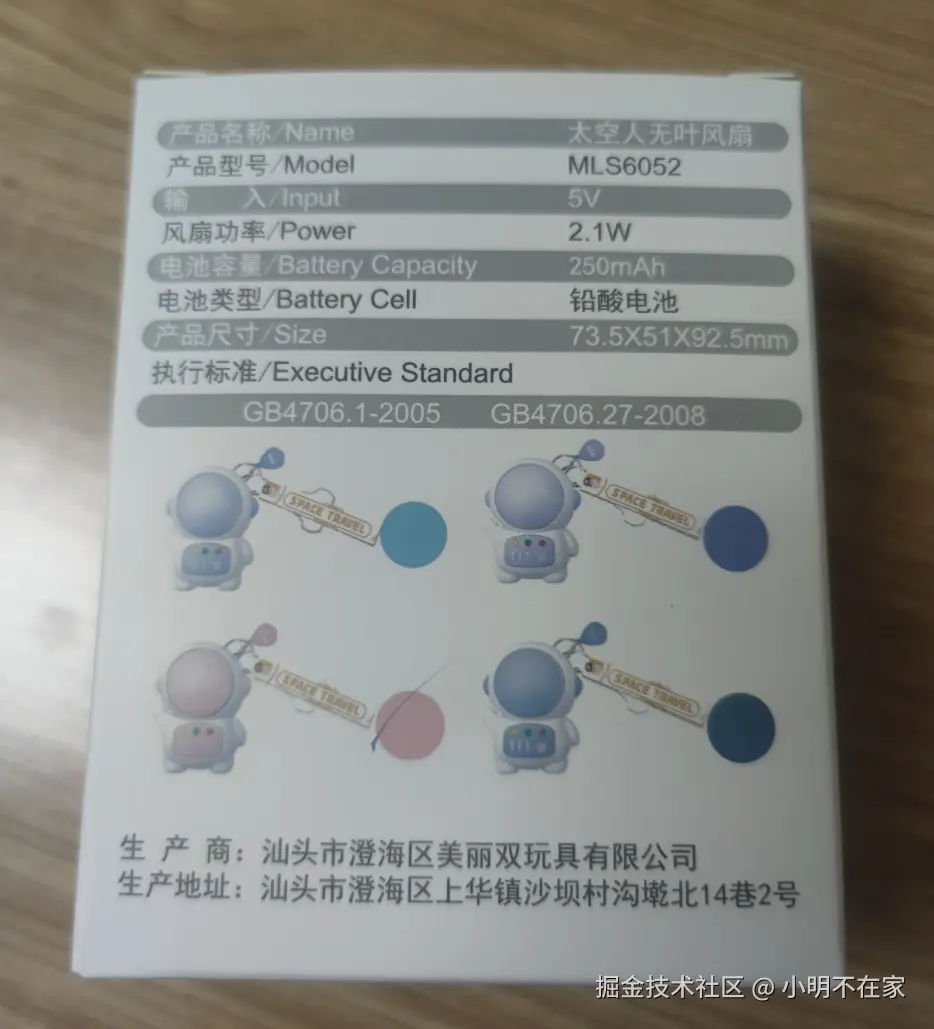 产品名称/Name 太空人无叶风扇
产品型号/Model MLS6052
输 入/Input 5V
风扇功率/Power 2.1W
电池容量/Battery Capacity 250mAh
电池类型/Battery Cell 铅酸电池
产品尺寸/Size 73.5X51X92.5mm
执行标准/Executive Standard
GB4706.1-2005 GB4706.27-2008
SPACE TRAVEL SPACE TRAVEL
SPACE TRAVEL SPACE TRAVEL
生 产 商：汕头市澄海区美丽双玩具有限公司
生产地址：汕头市澄海区上华镇沙坝村沟墘北14巷2号
掘金技术社区 @ 小明不在家